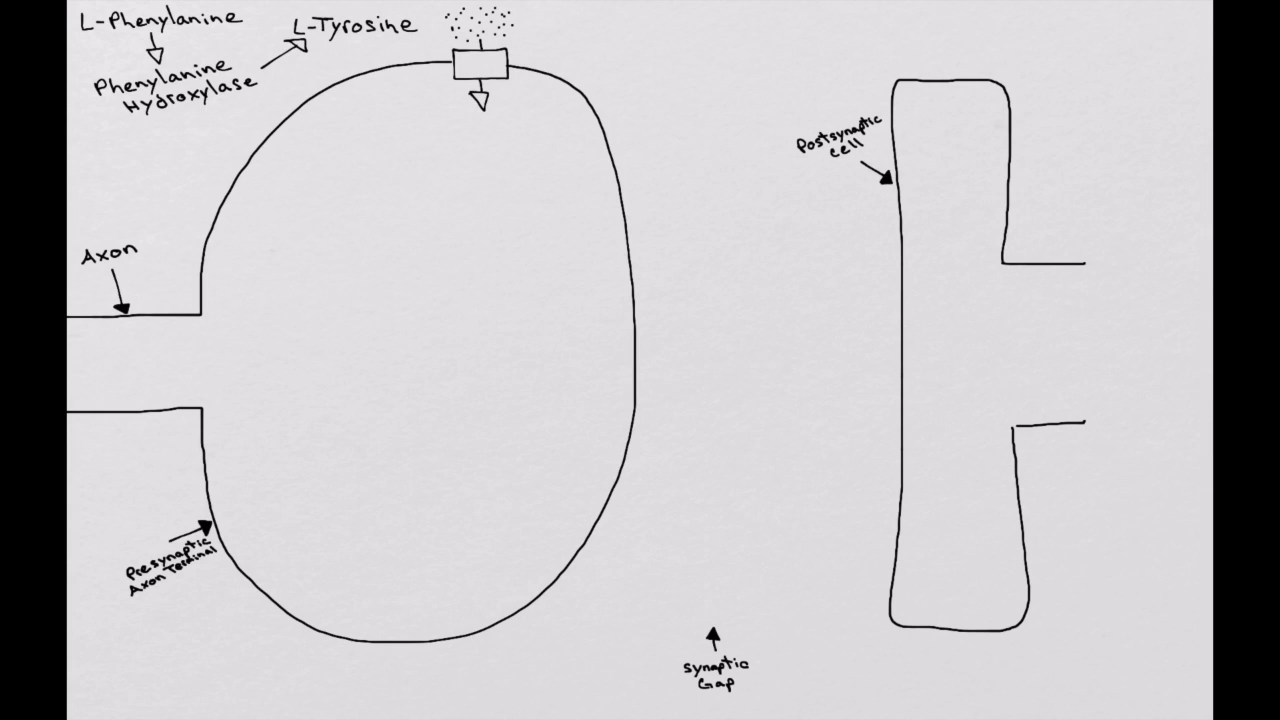 L-Phenylanine
L-Tyrosine
Phenylanine
Hydroxylase
Postsynaptic
cell
Axon
Presynaptic
Axon Terminal
synaptic
Gap